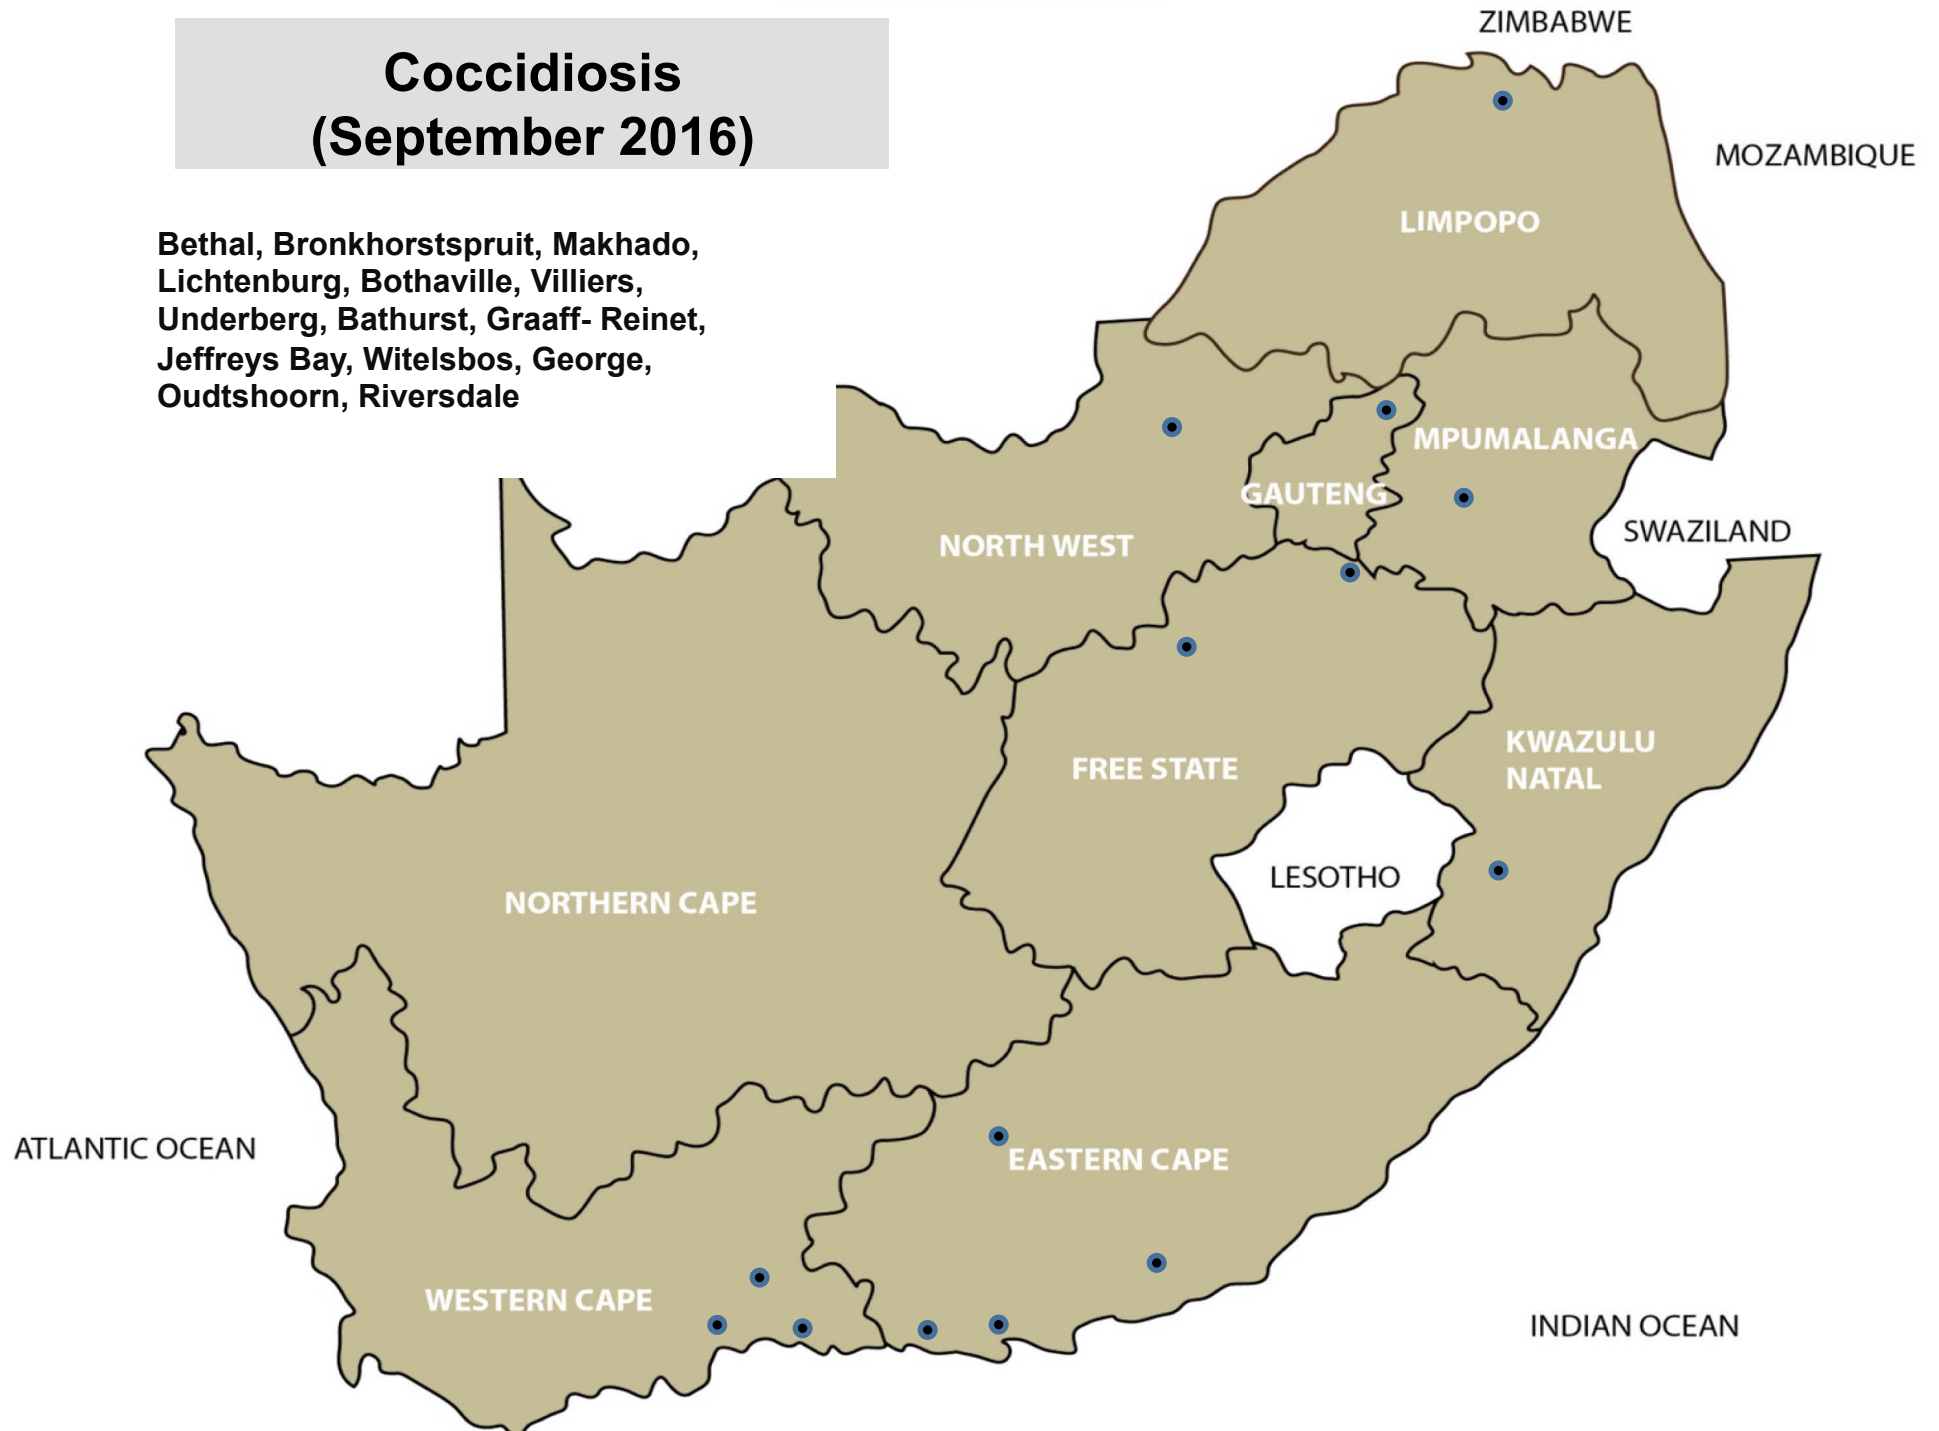 Coccidiosis
(September 2016)
Bethal, Bronkhorstspruit, Makhado,
Lichtenburg, Bothaville, Villiers,
Underberg, Bathurst, Graaff- Reinet,
Jeffreys Bay, Witelsbos, George,
Oudtshoorn, Riversdale
ZIMBABWE
MOZAMBIQUE
LIMPOPO
MPUMALANGA
GAUTENG
NORTH WEST
SWAZILAND
KWAZULU
NATAL
FREE STATE
LESOTHO
NORTHERN CAPE
ATLANTIC OCEAN
EASTERN CAPE
WESTERN CAPE
INDIAN OCEAN